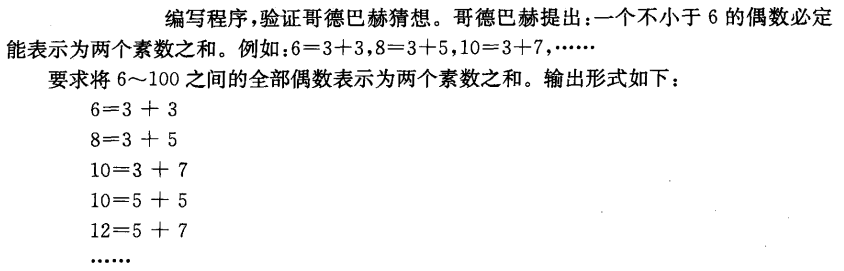 编写程序,验证哥德巴赫猜想。哥德巴赫提出:一个不小于 6 的偶数必定
能表示为两个素数之和。例如:6=3+3,8=3+5,10=3+7,……
要求将 6～100 之间的全部偶数表示为两个素数之和。输出形式如下:
6=3 + 3
8=3 + 5
10=3 + 7
10=5 + 5
12=5 + 7
……